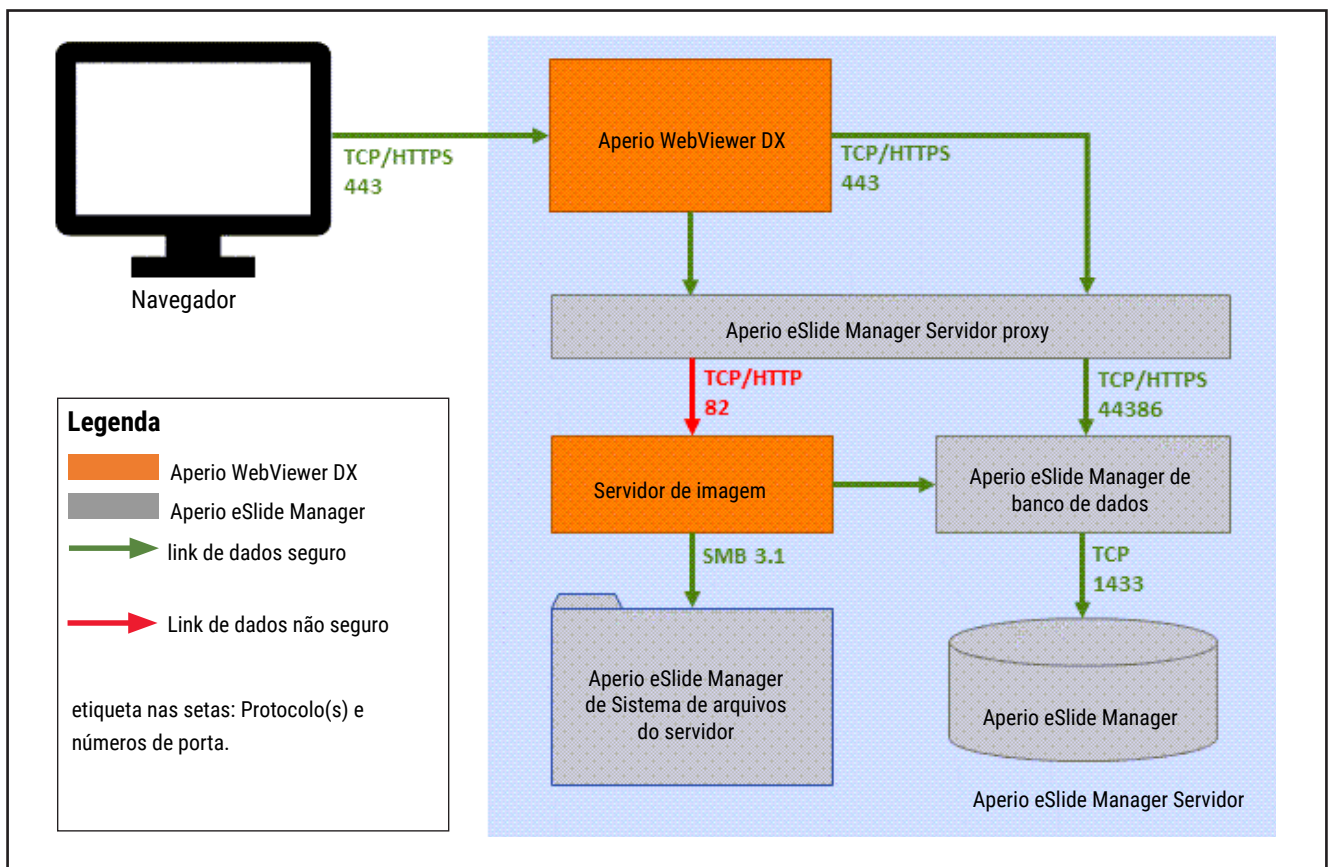 Navegador
TCP/HTTPS
443
Aperio WebViewer DX
TCP/HTTPS
443
Aperio eSlide Manager Servidor proxy
TCP/HTTP
82
TCP/HTTPS
44386
Servidor de imagem
Aperio eSlide Manager de
banco de dados
SMB 3.1
TCP
1433
Aperio eSlide Manager
de Sistema de arquivos
do servidor
Aperio eSlide Manager
Aperio eSlide Manager Servidor
Legenda
Aperio WebViewer DX
Aperio eSlide Manager
link de dados seguro
Link de dados não seguro
etiqueta nas setas: Protocolo(s) e
números de porta.